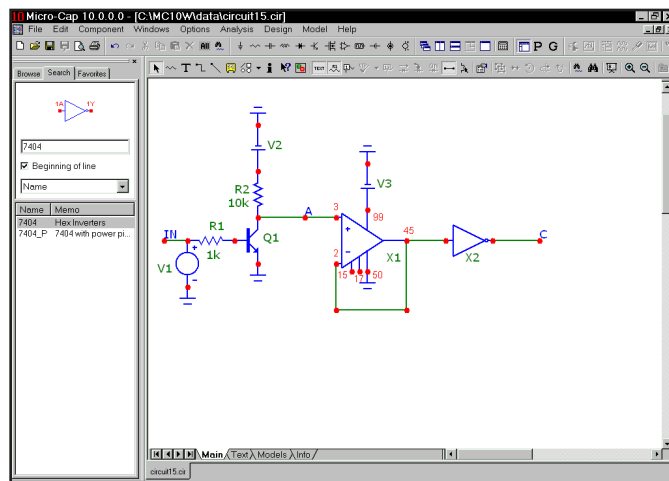 Micro-Cap 10.0.0.0 - [C:\MC10W\data\circuit15.cir]
File Edit Component Windows Options Analysis Design Model Help
All P G
Browse Search Favorites
TEXT
1A 1Y
7404
Beginning of line
Name
Name Memo
7404 Hex Inverters
7404_P 7404 with power pi...
V2
V3
R2
10k
3 A 99 45 C
IN R1 Q1 X1 X2
1k
V1
2
15 17 50
Main Text Models Info
circuit15.cir